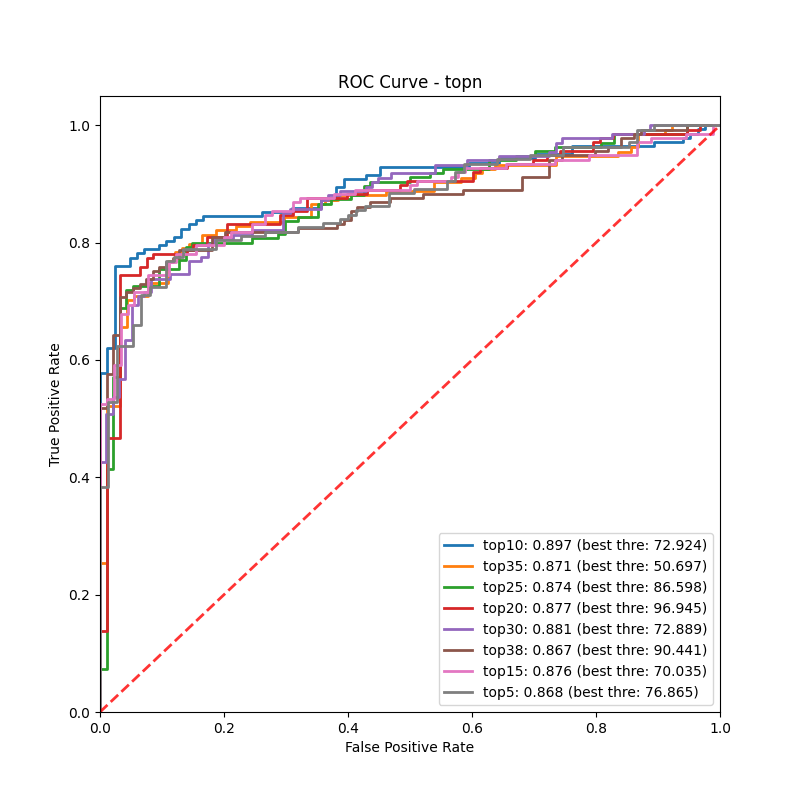 ROC Curve - topn
1.0
0.8
0.6
0.4
0.2
0.0
True Positive Rate
top10: 0.897 (best thre: 72.924)
top35: 0.871 (best thre: 50.697)
top25: 0.874 (best thre: 86.598)
top20: 0.877 (best thre: 96.945)
top30: 0.881 (best thre: 72.889)
top38: 0.867 (best thre: 90.441)
top15: 0.876 (best thre: 70.035)
top5: 0.868 (best thre: 76.865)
0.0 0.2 0.4 0.6 0.8 1.0
False Positive Rate